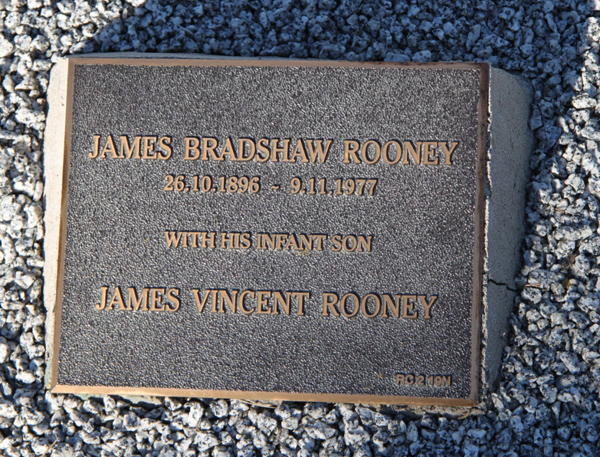 JAMES BRADSHAW ROONEY
26.10.1896 - 9.11.1977
WITH HIS INFANT SON
JAMES VINCENT ROONEY